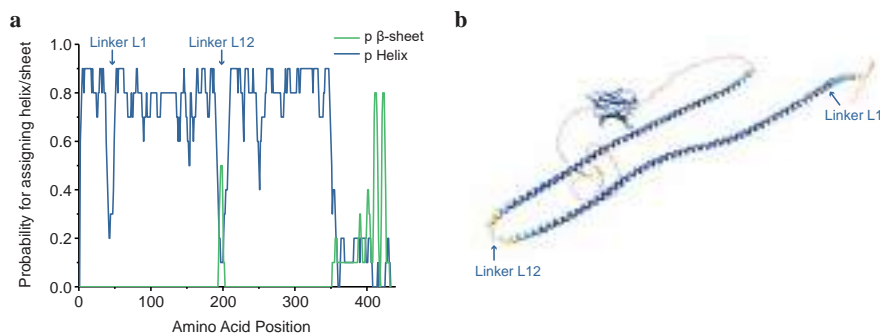 a
b
Linker L1
Linker L12
p β-sheet
p Helix
1.0
0.8
0.6
0.4
0.2
0.0
0
100
200
300
400
Probability for assigning helix/sheet
Amino Acid Position
Linker L1
Linker L12